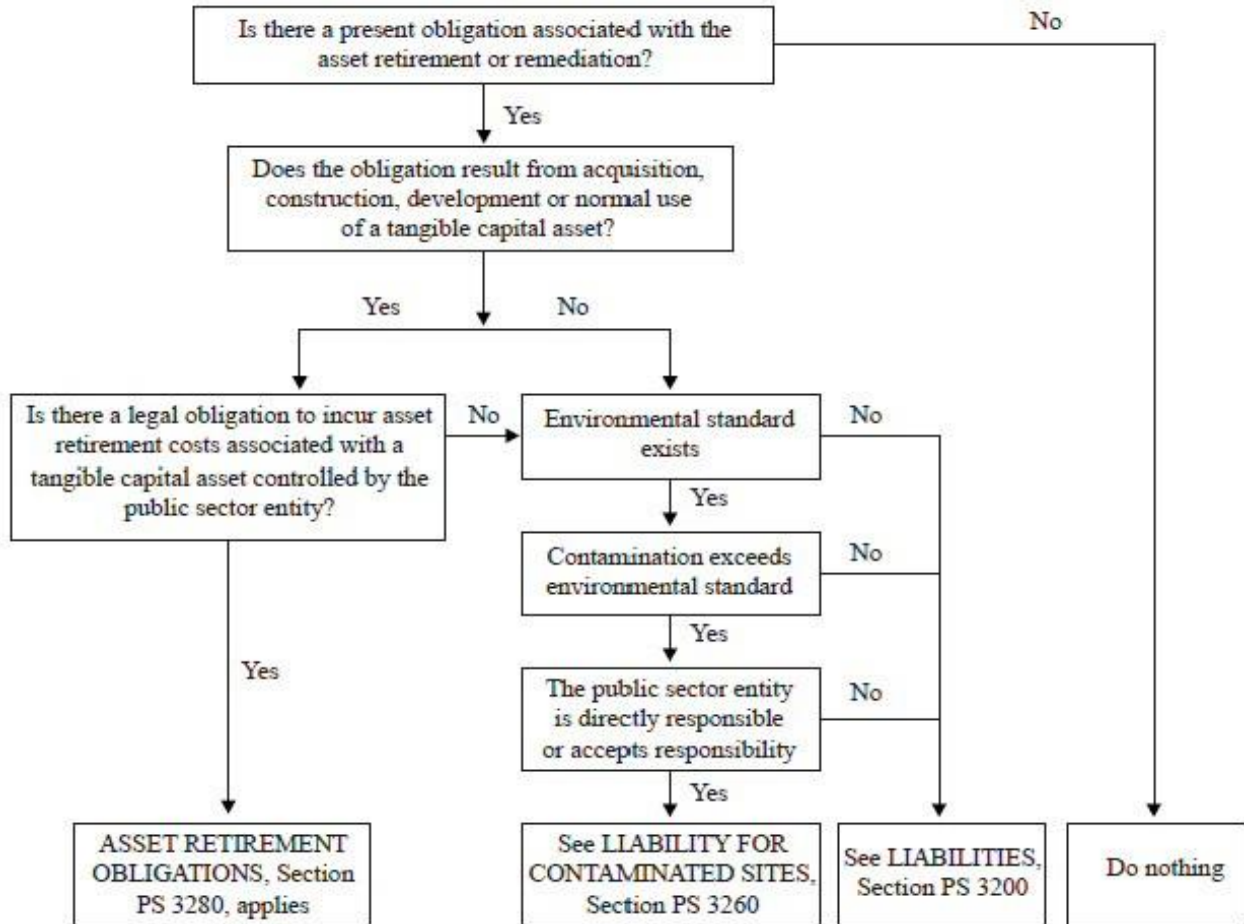 Is there a present obligation associated with the
asset retirement or remediation?
No
Yes
Does the obligation result from acquisition,
construction, development or normal use
of a tangible capital asset?
Yes
No
Is there a legal obligation to incur asset
retirement costs associated with a
tangible capital asset controlled by the
public sector entity?
No
Environmental standard
exists
No
Yes
Contamination exceeds
environmental standard
No
Yes
Yes
The public sector entity
is directly responsible
or accepts responsibility
No
Yes
ASSET RETIREMENT
OBLIGATIONS, Section
PS 3280, applies
See LIABILITY FOR
CONTAMINATED SITES,
Section PS 3260
See LIABILITIES,
Section PS 3200
Do nothing